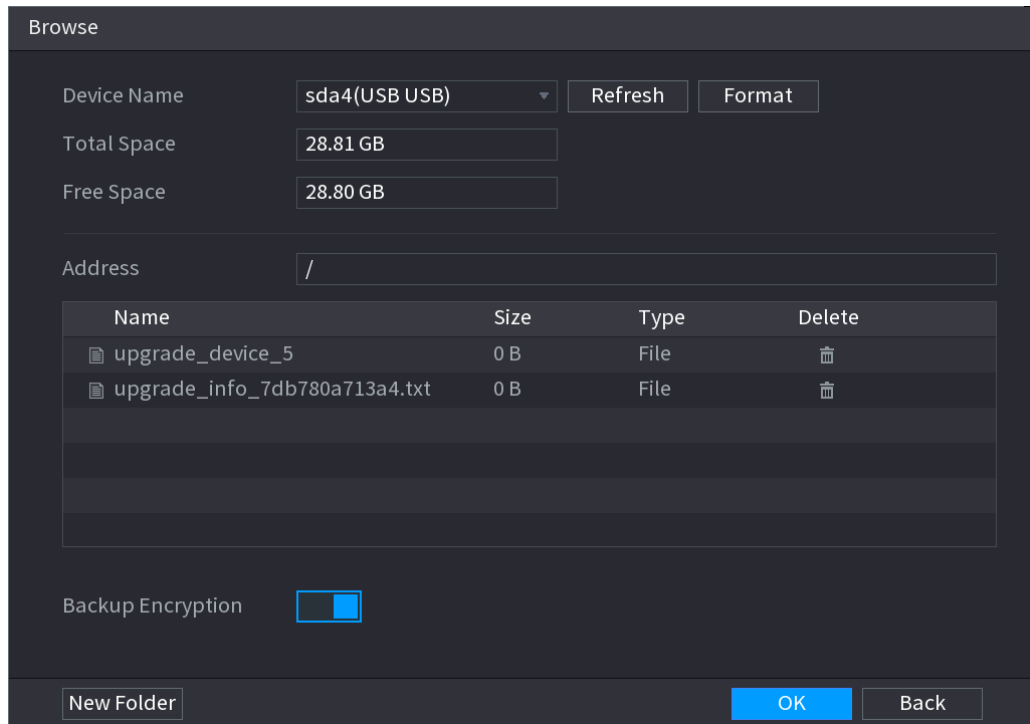 Browse
Device Name sda4(USB USB) Refresh Format
Total Space 28.81 GB
Free Space 28.80 GB
Address /
Name Size Type Delete
upgrade_device_5 0 B File
upgrade_info_7db780a713a4.txt 0 B File
Backup Encryption
New Folder OK Back